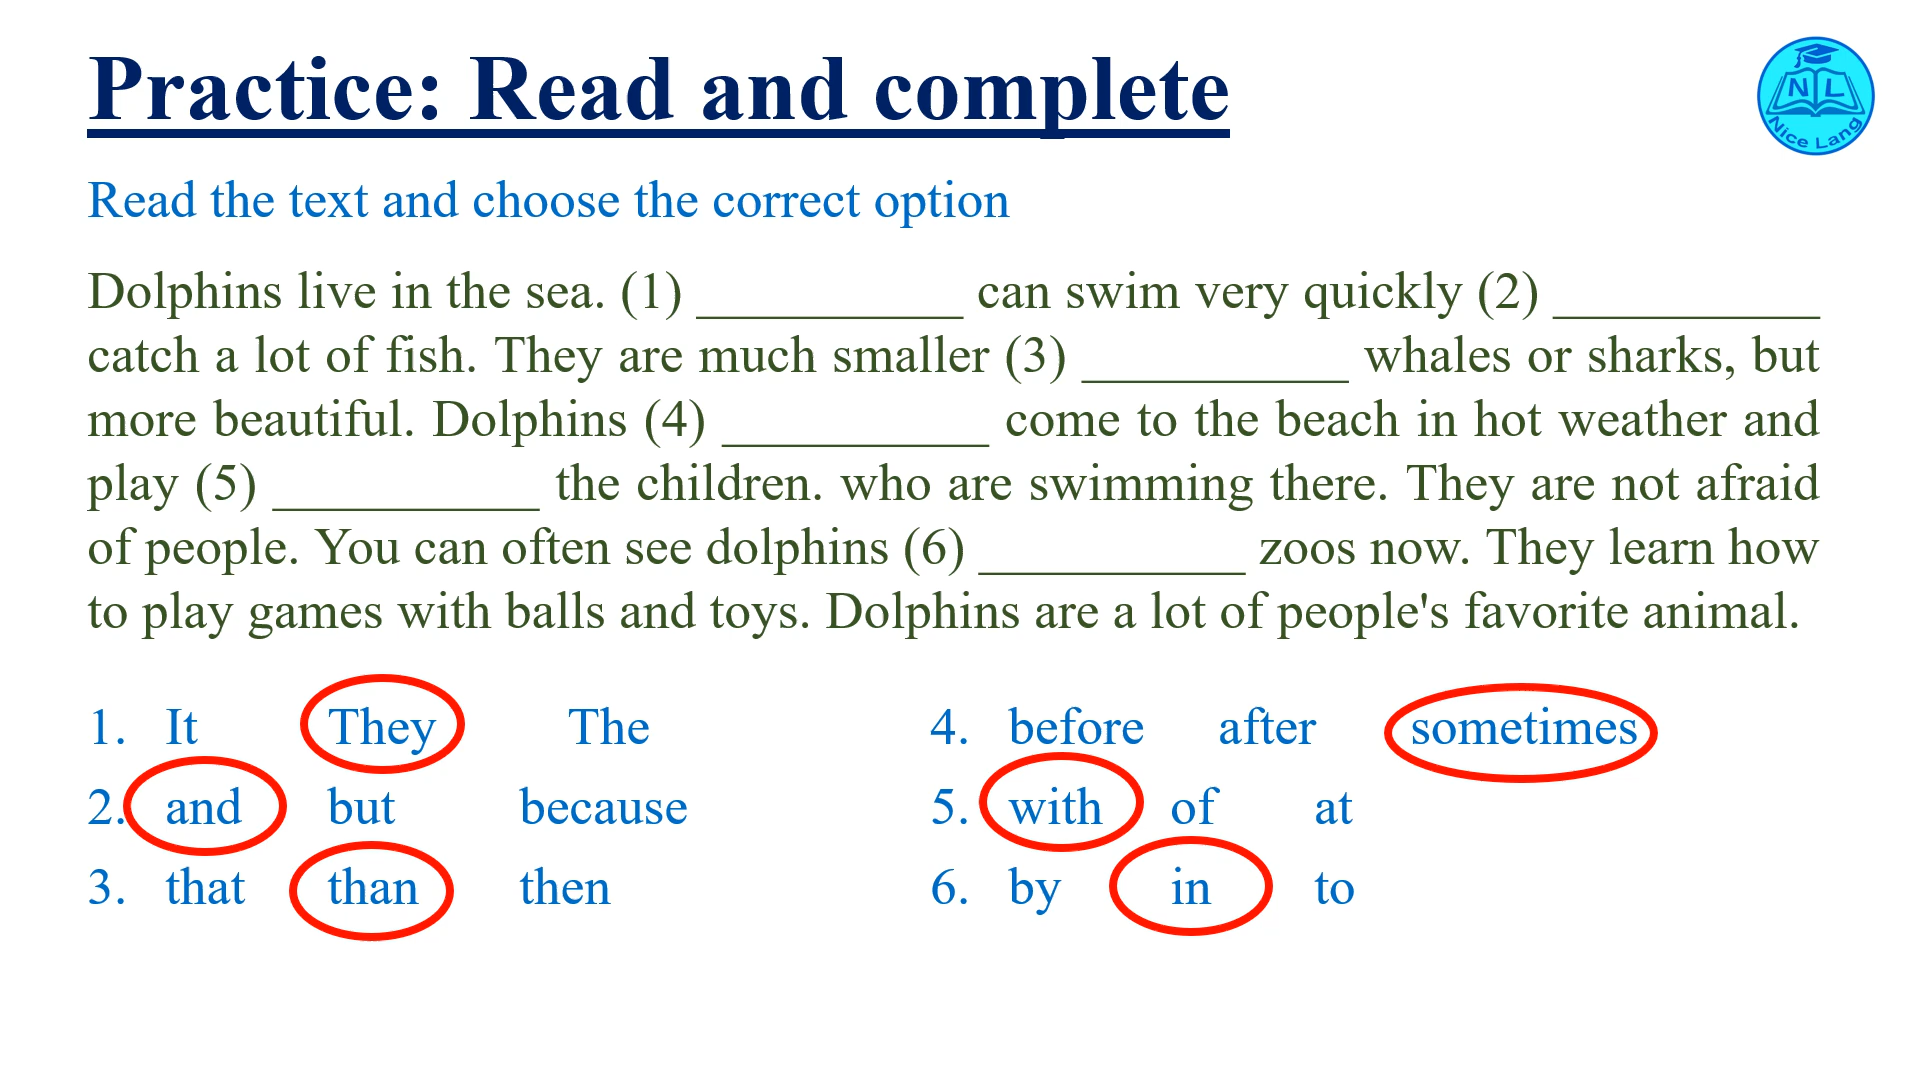 Practice: Read and complete
N L
Nice Lang
Read the text and choose the correct option
Dolphins live in the sea. (1) __________ can swim very quickly (2) __________
catch a lot of fish. They are much smaller (3) __________ whales or sharks, but
more beautiful. Dolphins (4) __________ come to the beach in hot weather and
play (5) __________ the children. who are swimming there. They are not afraid
of people. You can often see dolphins (6) __________ zoos now. They learn how
to play games with balls and toys. Dolphins are a lot of people's favorite animal.
1. It They The
2. and but because
3. that than then
4. before after sometimes
5. with of at
6. by in to